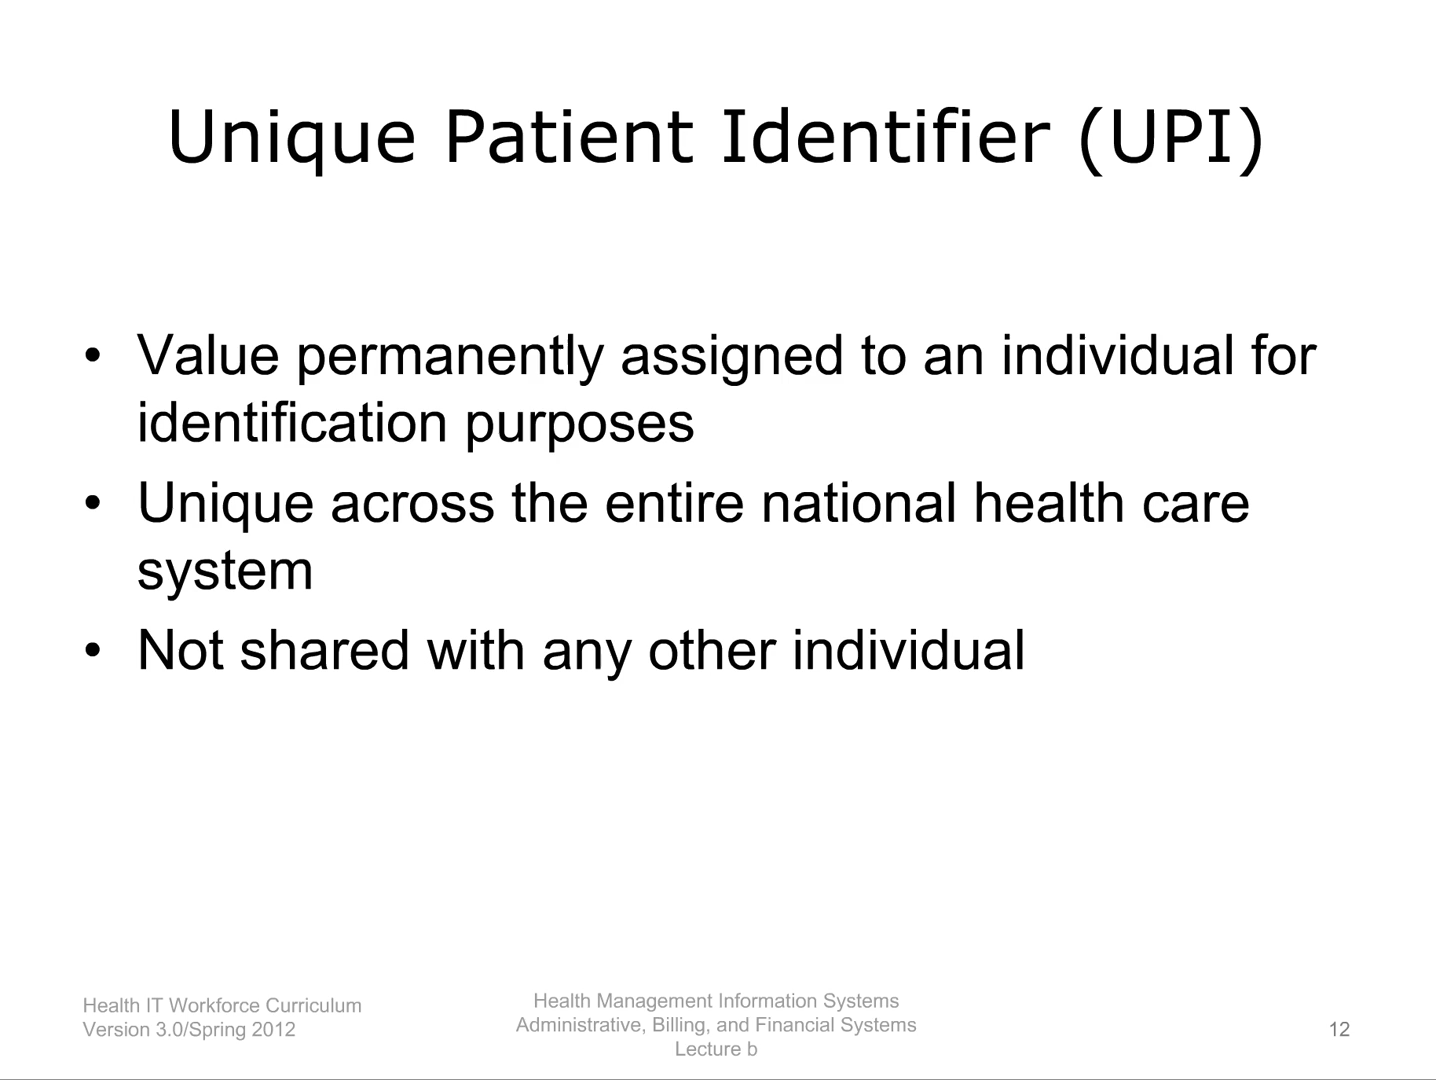 Unique Patient Identifier (UPI)
• Value permanently assigned to an individual for
identification purposes
• Unique across the entire national health care
system
• Not shared with any other individual
Health IT Workforce Curriculum
Version 3.0/Spring 2012
Health Management Information Systems
Administrative, Billing, and Financial Systems
Lecture b
12